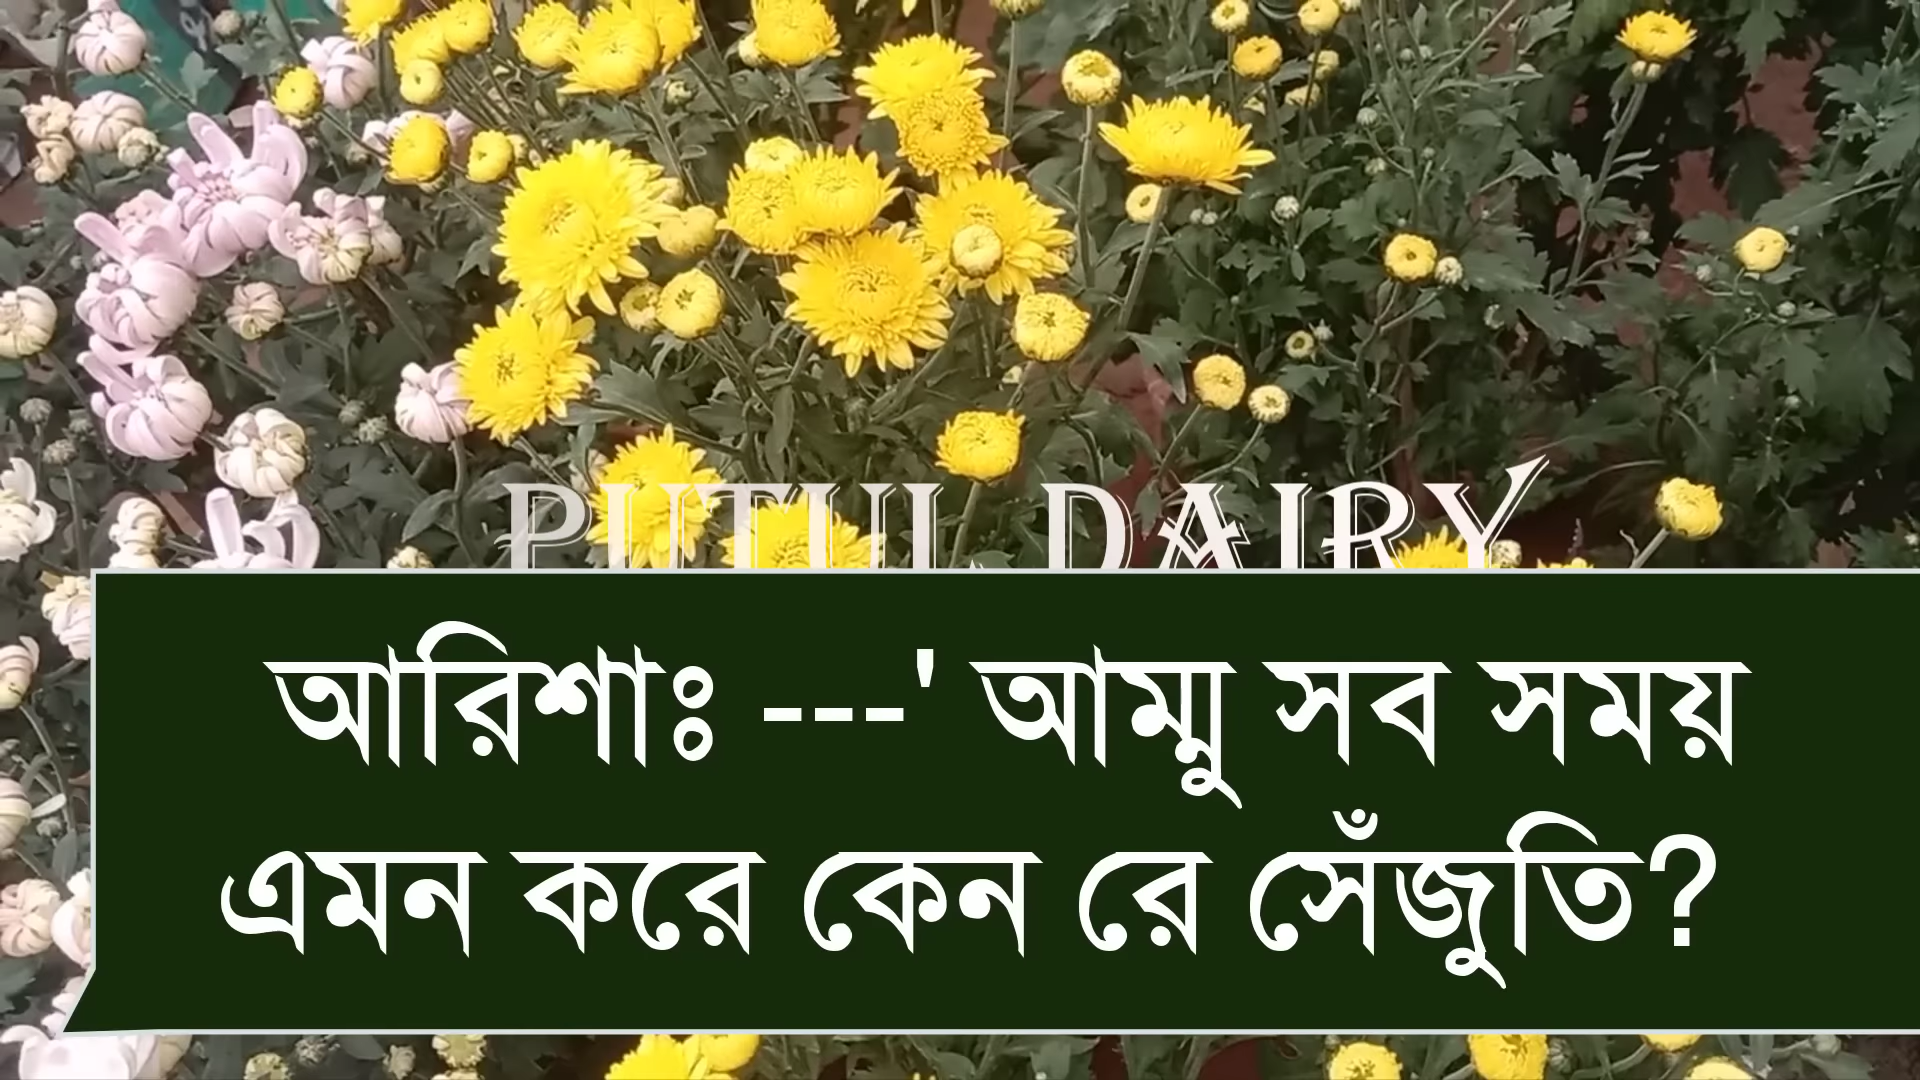 PUTUL DAIRY
আরিশাঃ ---' আম্মু সব সময়
এমন করে কেন রে সেঁজুতি?